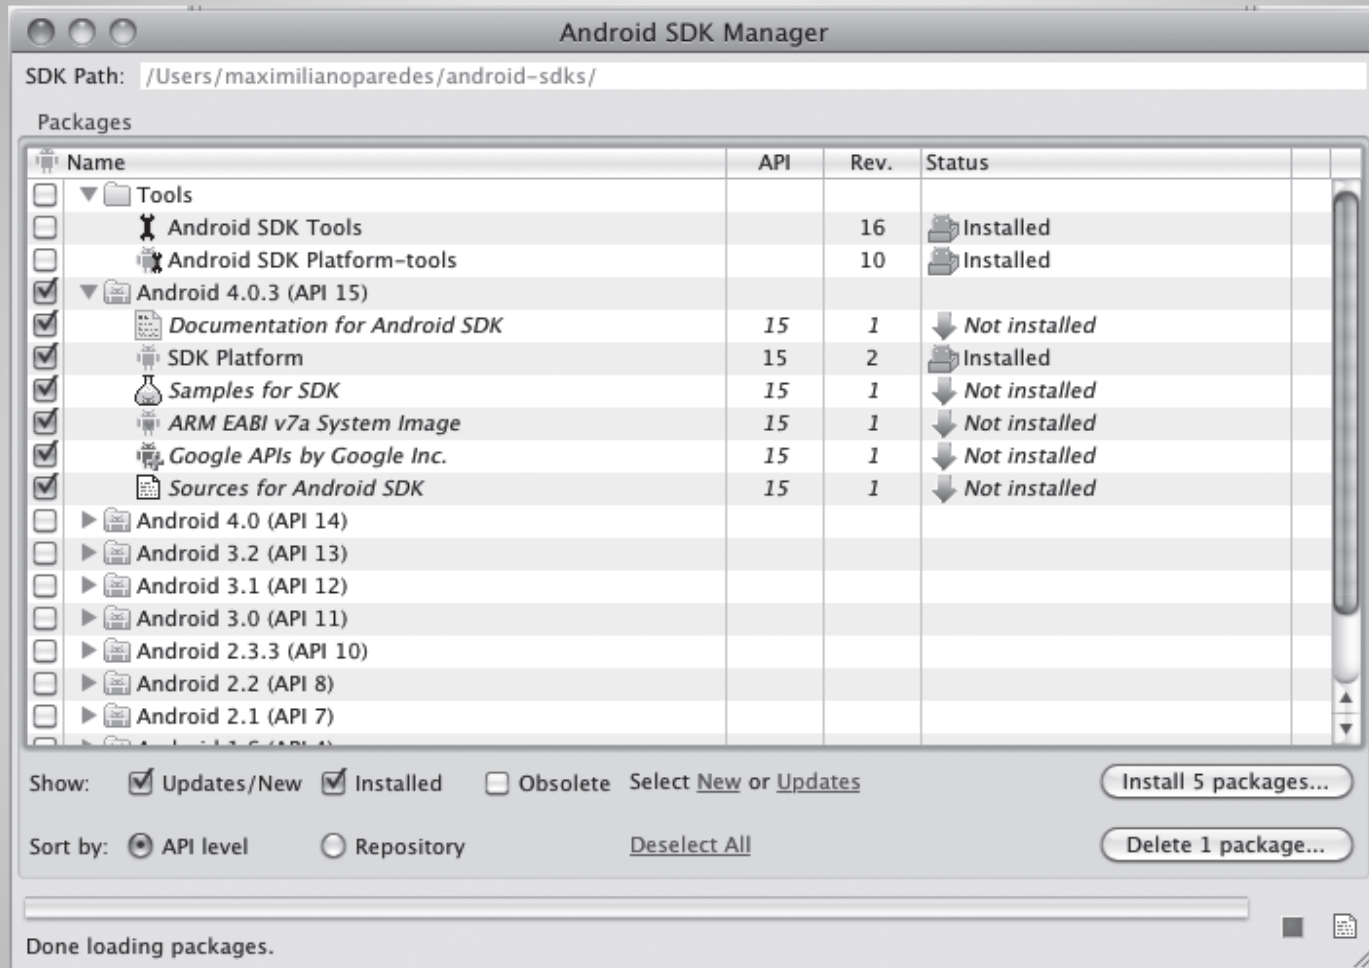 Android SDK Manager
SDK Path: /Users/maximilianoparedes/android-sdks/
Packages
Name API Rev. Status
Tools
Android SDK Tools 16 Installed
Android SDK Platform-tools 10 Installed
Android 4.0.3 (API 15)
Documentation for Android SDK 15 1 Not installed
SDK Platform 15 2 Installed
Samples for SDK 15 1 Not installed
ARM EABI v7a System Image 15 1 Not installed
Google APIs by Google Inc. 15 1 Not installed
Sources for Android SDK 15 1 Not installed
Android 4.0 (API 14)
Android 3.2 (API 13)
Android 3.1 (API 12)
Android 3.0 (API 11)
Android 2.3.3 (API 10)
Android 2.2 (API 8)
Android 2.1 (API 7)
Show: Updates/New Installed Obsolete Select New or Updates Install 5 packages...
Sort by: API level Repository Deselect All Delete 1 package...
Done loading packages.